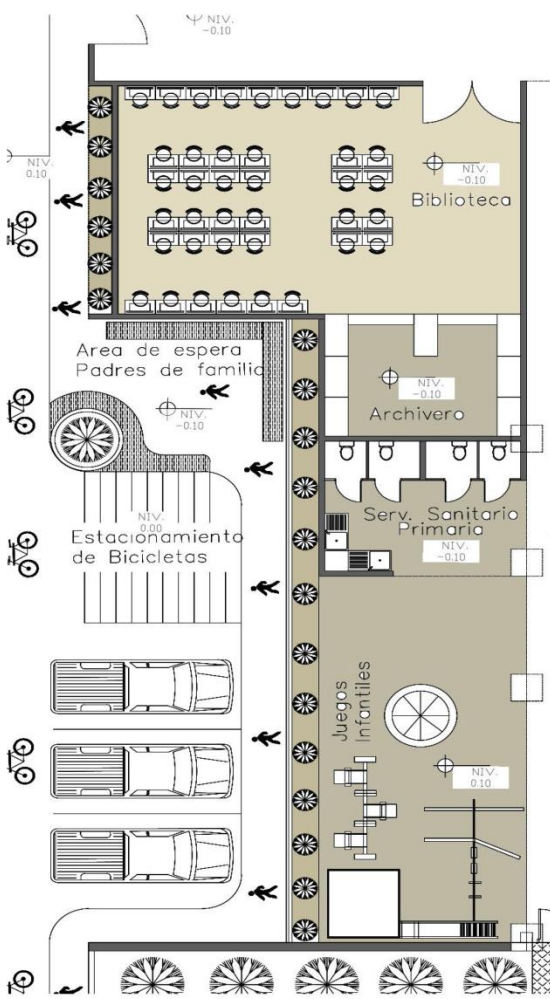 NIV.
-0.10
NIV.
0.10
NIV.
-0.10
Biblioteca
Area de espera
Padres de familia
NIV.
-0.10
NIV.
-0.10
Archivero
Serv. Sanitario
Primaria
NIV.
-0.10
NIV.
0.00
Estacionamiento
de Bicicletas
Juegos
Infantiles
NIV.
0.10